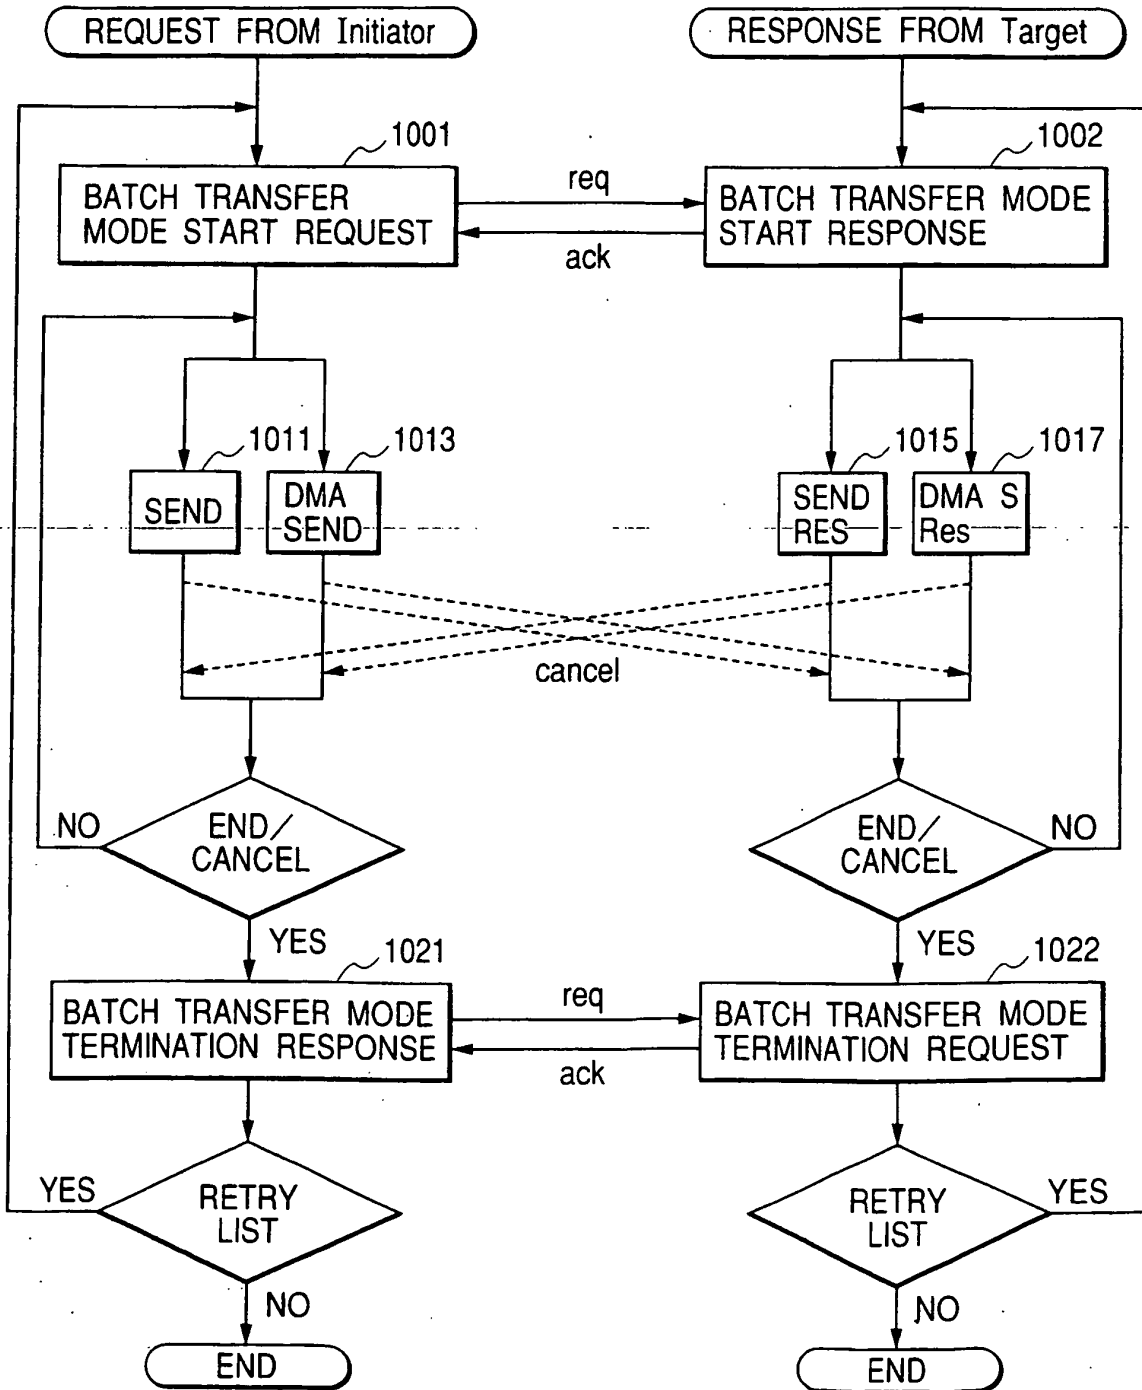 REQUEST FROM Initiator
RESPONSE FROM Target
1001
1002
BATCH TRANSFER
MODE START REQUEST
req
ack
BATCH TRANSFER MODE
START RESPONSE
1011
1013
1015
1017
SEND
DMA
SEND
SEND
RES
DMA S
Res
cancel
NO
END/
CANCEL
END/
CANCEL
NO
YES
YES
1021
1022
BATCH TRANSFER MODE
TERMINATION RESPONSE
req
ack
BATCH TRANSFER MODE
TERMINATION REQUEST
YES
RETRY
LIST
RETRY
LIST
YES
NO
NO
END
END